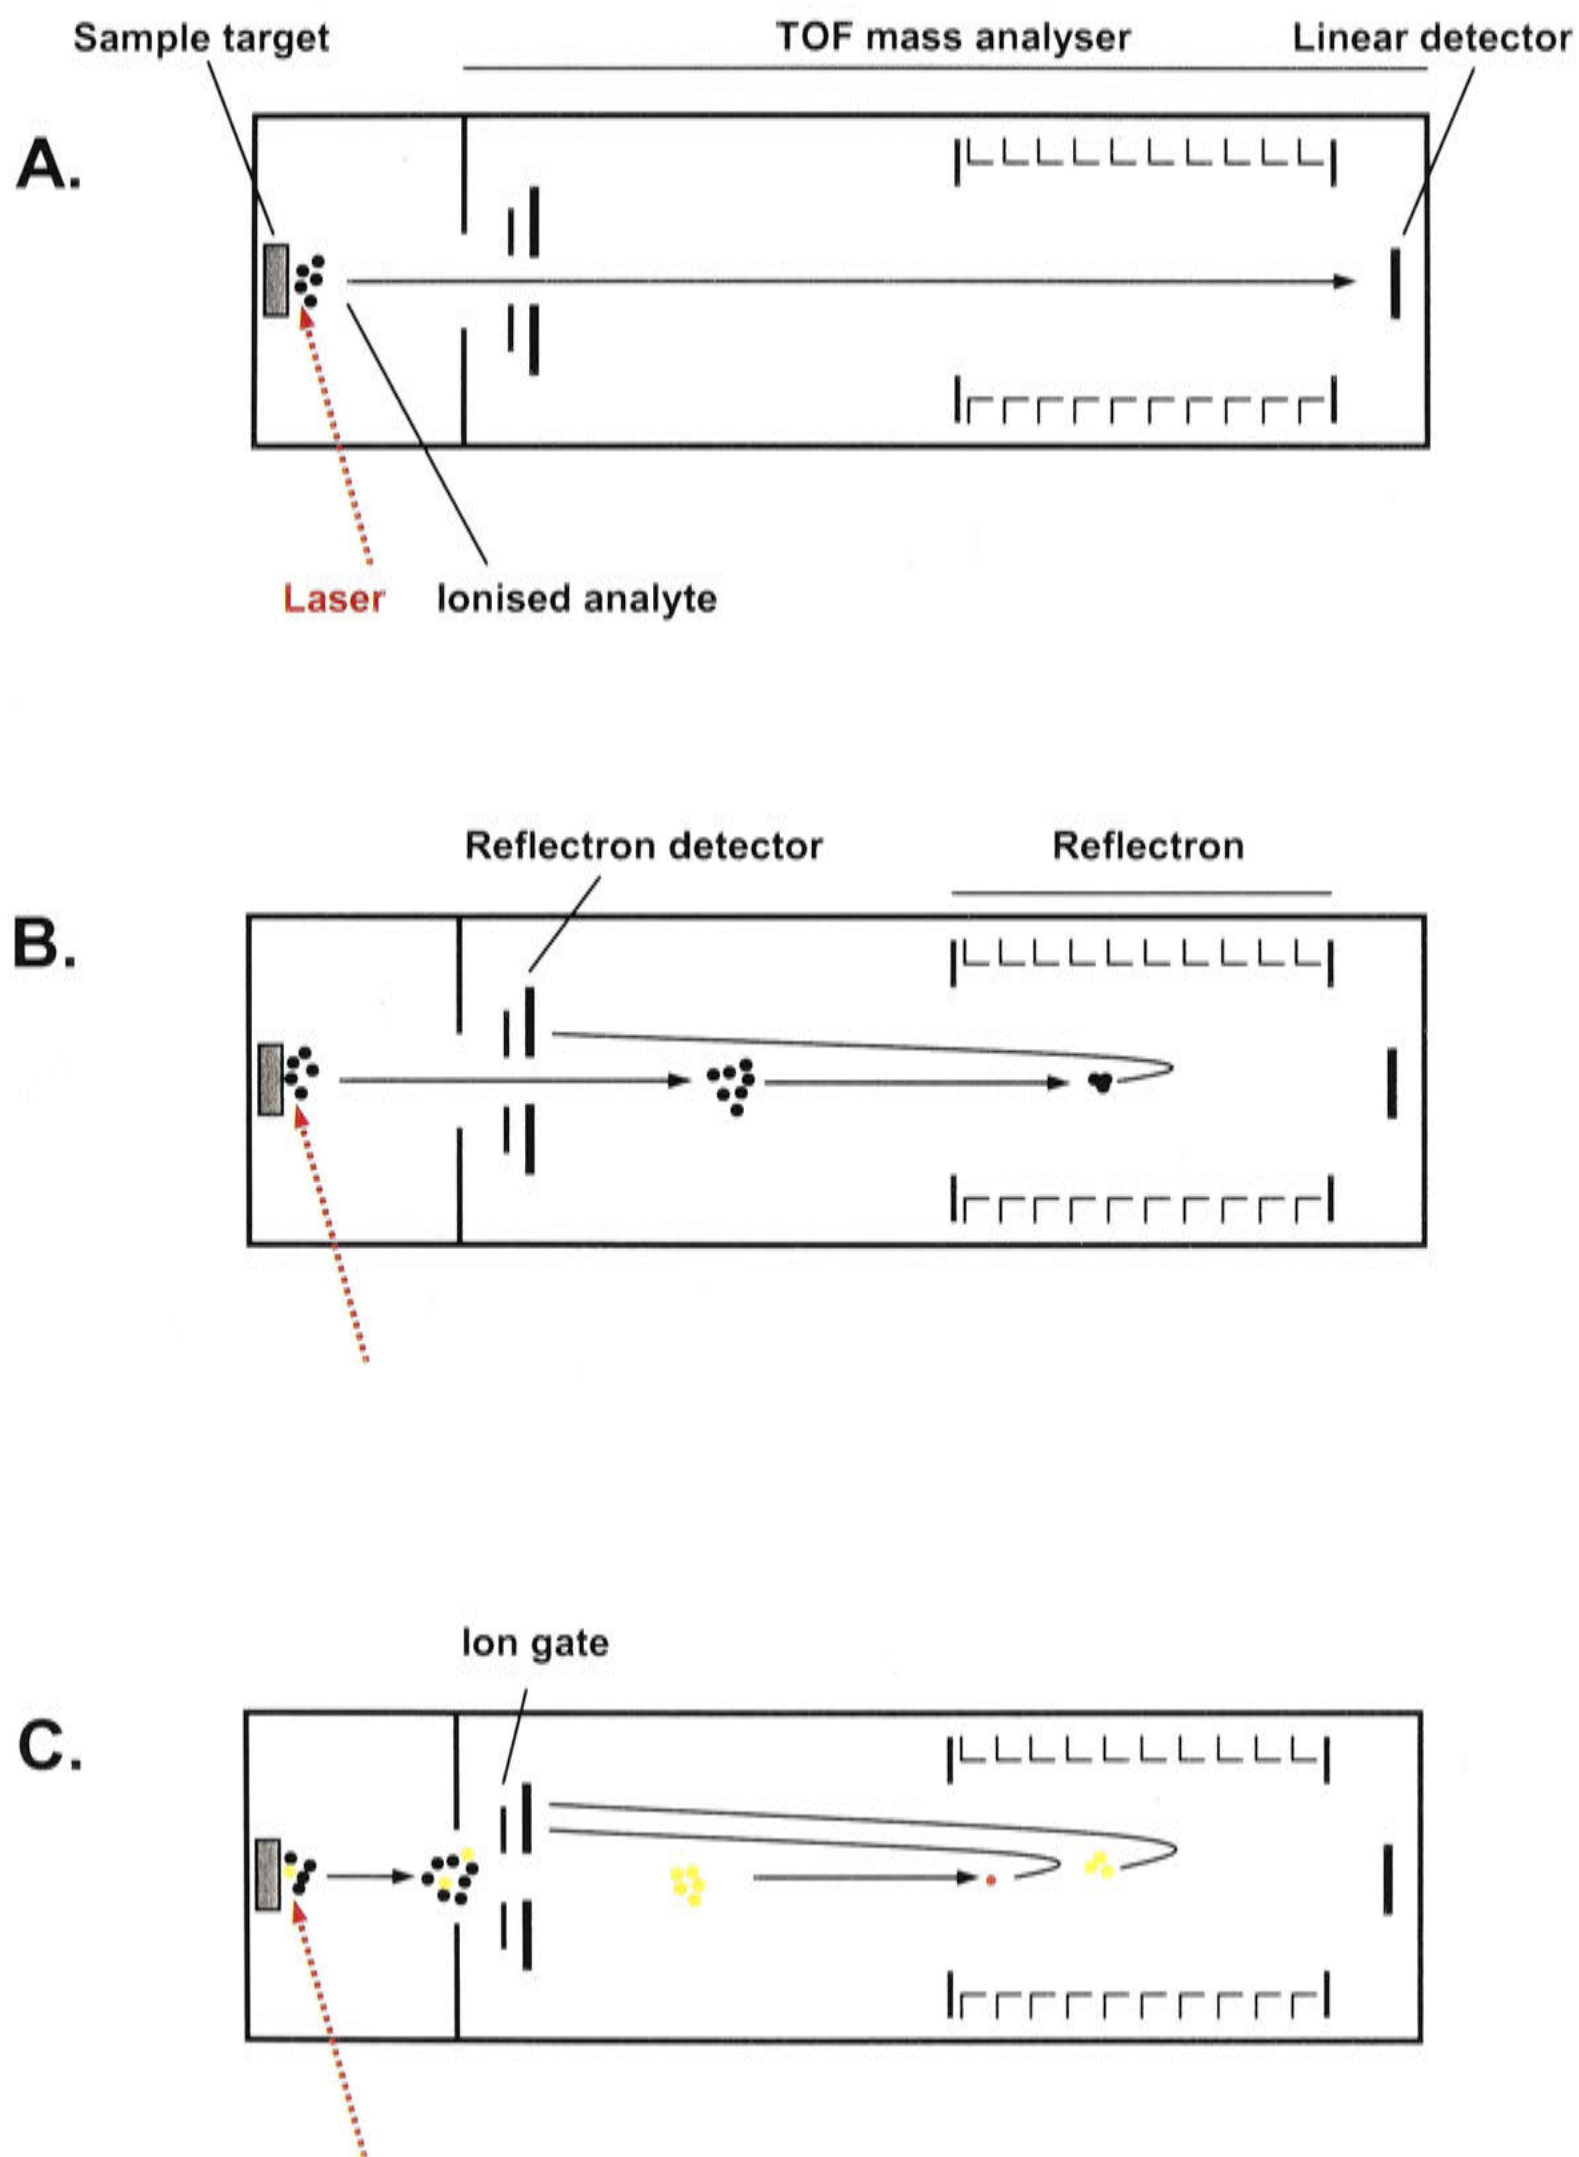 Sample target
TOF mass analyser
Linear detector
A.
Laser
Ionised analyte
Reflectron detector
Reflectron
B.
Ion gate
C.